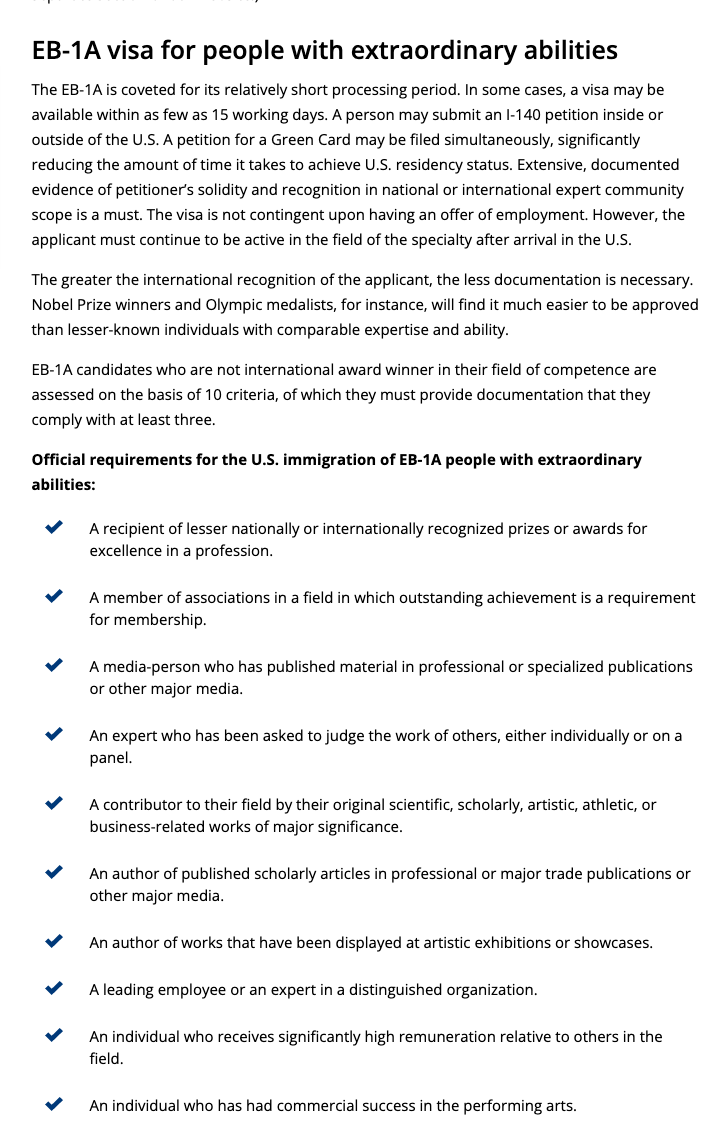 EB-1A visa for people with extraordinary abilities
The EB-1A is coveted for its relatively short processing period. In some cases, a visa may be
available within as few as 15 working days. A person may submit an I-140 petition inside or
outside of the U.S. A petition for a Green Card may be filed simultaneously, significantly
reducing the amount of time it takes to achieve U.S. residency status. Extensive, documented
evidence of petitioner’s solidity and recognition in national or international expert community
scope is a must. The visa is not contingent upon having an offer of employment. However, the
applicant must continue to be active in the field of the specialty after arrival in the U.S.
The greater the international recognition of the applicant, the less documentation is necessary.
Nobel Prize winners and Olympic medalists, for instance, will find it much easier to be approved
than lesser-known individuals with comparable expertise and ability.
EB-1A candidates who are not international award winner in their field of competence are
assessed on the basis of 10 criteria, of which they must provide documentation that they
comply with at least three.
Official requirements for the U.S. immigration of EB-1A people with extraordinary
abilities:
A recipient of lesser nationally or internationally recognized prizes or awards for
excellence in a profession.
A member of associations in a field in which outstanding achievement is a requirement
for membership.
A media-person who has published material in professional or specialized publications
or other major media.
An expert who has been asked to judge the work of others, either individually or on a
panel.
A contributor to their field by their original scientific, scholarly, artistic, athletic, or
business-related works of major significance.
An author of published scholarly articles in professional or major trade publications or
other major media.
An author of works that have been displayed at artistic exhibitions or showcases.
A leading employee or an expert in a distinguished organization.
An individual who receives significantly high remuneration relative to others in the
field.
An individual who has had commercial success in the performing arts.